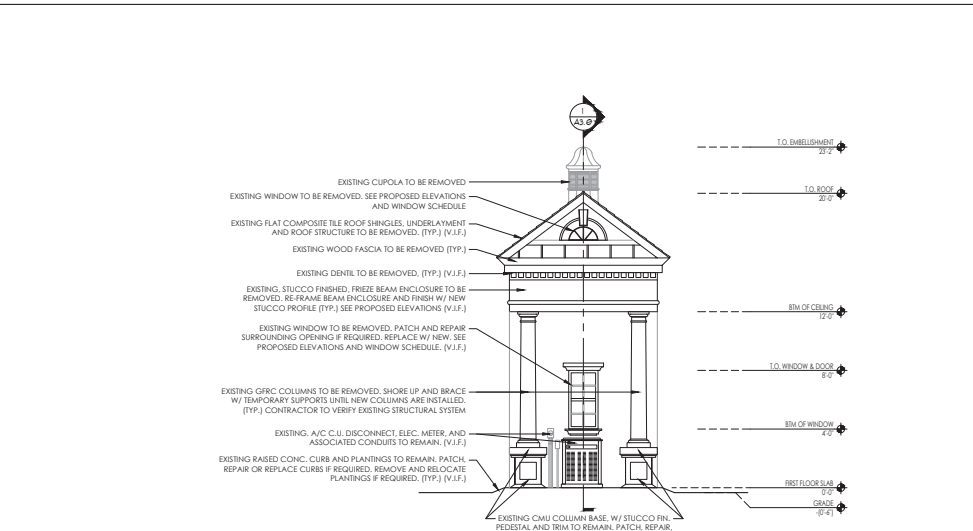 1
A3.0
T.O. EMBELLISHMENT
23'-2"
EXISTING CUPOLA TO BE REMOVED
T.O. ROOF
20'-0"
EXISTING WINDOW TO BE REMOVED. SEE PROPOSED ELEVATIONS
AND WINDOW SCHEDULE
EXISTING FLAT COMPOSITE TILE ROOF SHINGLES, UNDERLAYMENT
AND ROOF STRUCTURE TO BE REMOVED. (TYP.) (V.I.F.)
EXISTING WOOD FASCIA TO BE REMOVED (TYP.)
EXISTING DENTIL TO BE REMOVED, (TYP.) (V.I.F.)
EXISTING, STUCCO FINISHED, FRIEZE BEAM ENCLOSURE TO BE
REMOVED. RE-FRAME BEAM ENCLOSURE AND FINISH W/ NEW
STUCCO PROFILE (TYP.) SEE PROPOSED ELEVATIONS (V.I.F.)
BTM OF CEILING
12'-0"
EXISTING WINDOW TO BE REMOVED. PATCH AND REPAIR
SURROUNDING OPENING IF REQUIRED. REPLACE W/ NEW. SEE
PROPOSED ELEVATIONS AND WINDOW SCHEDULE. (V.I.F.)
T.O. WINDOW & DOOR
8'-0"
EXISTING GFRC COLUMNS TO BE REMOVED. SHORE UP AND BRACE
W/ TEMPORARY SUPPORTS UNTIL NEW COLUMNS ARE INSTALLED.
(TYP.) CONTRACTOR TO VERIFY EXISTING STRUCTURAL SYSTEM
BTM OF WINDOW
4'-0"
EXISTING, A/C C.U. DISCONNECT, ELEC. METER, AND
ASSOCIATED CONDUITS TO REMAIN. (V.I.F.)
EXISTING RAISED CONC. CURB AND PLANTINGS TO REMAIN. PATCH,
REPAIR OR REPLACE CURBS IF REQUIRED. REMOVE AND RELOCATE
PLANTINGS IF REQUIRED. (TYP.) (V.I.F.)
FIRST FLOOR SLAB
0'-0"
GRADE
-(0'-6")
EXISTING CMU COLUMN BASE, W/ STUCCO FIN.
PEDESTAL AND TRIM TO REMAIN. PATCH, REPAIR,